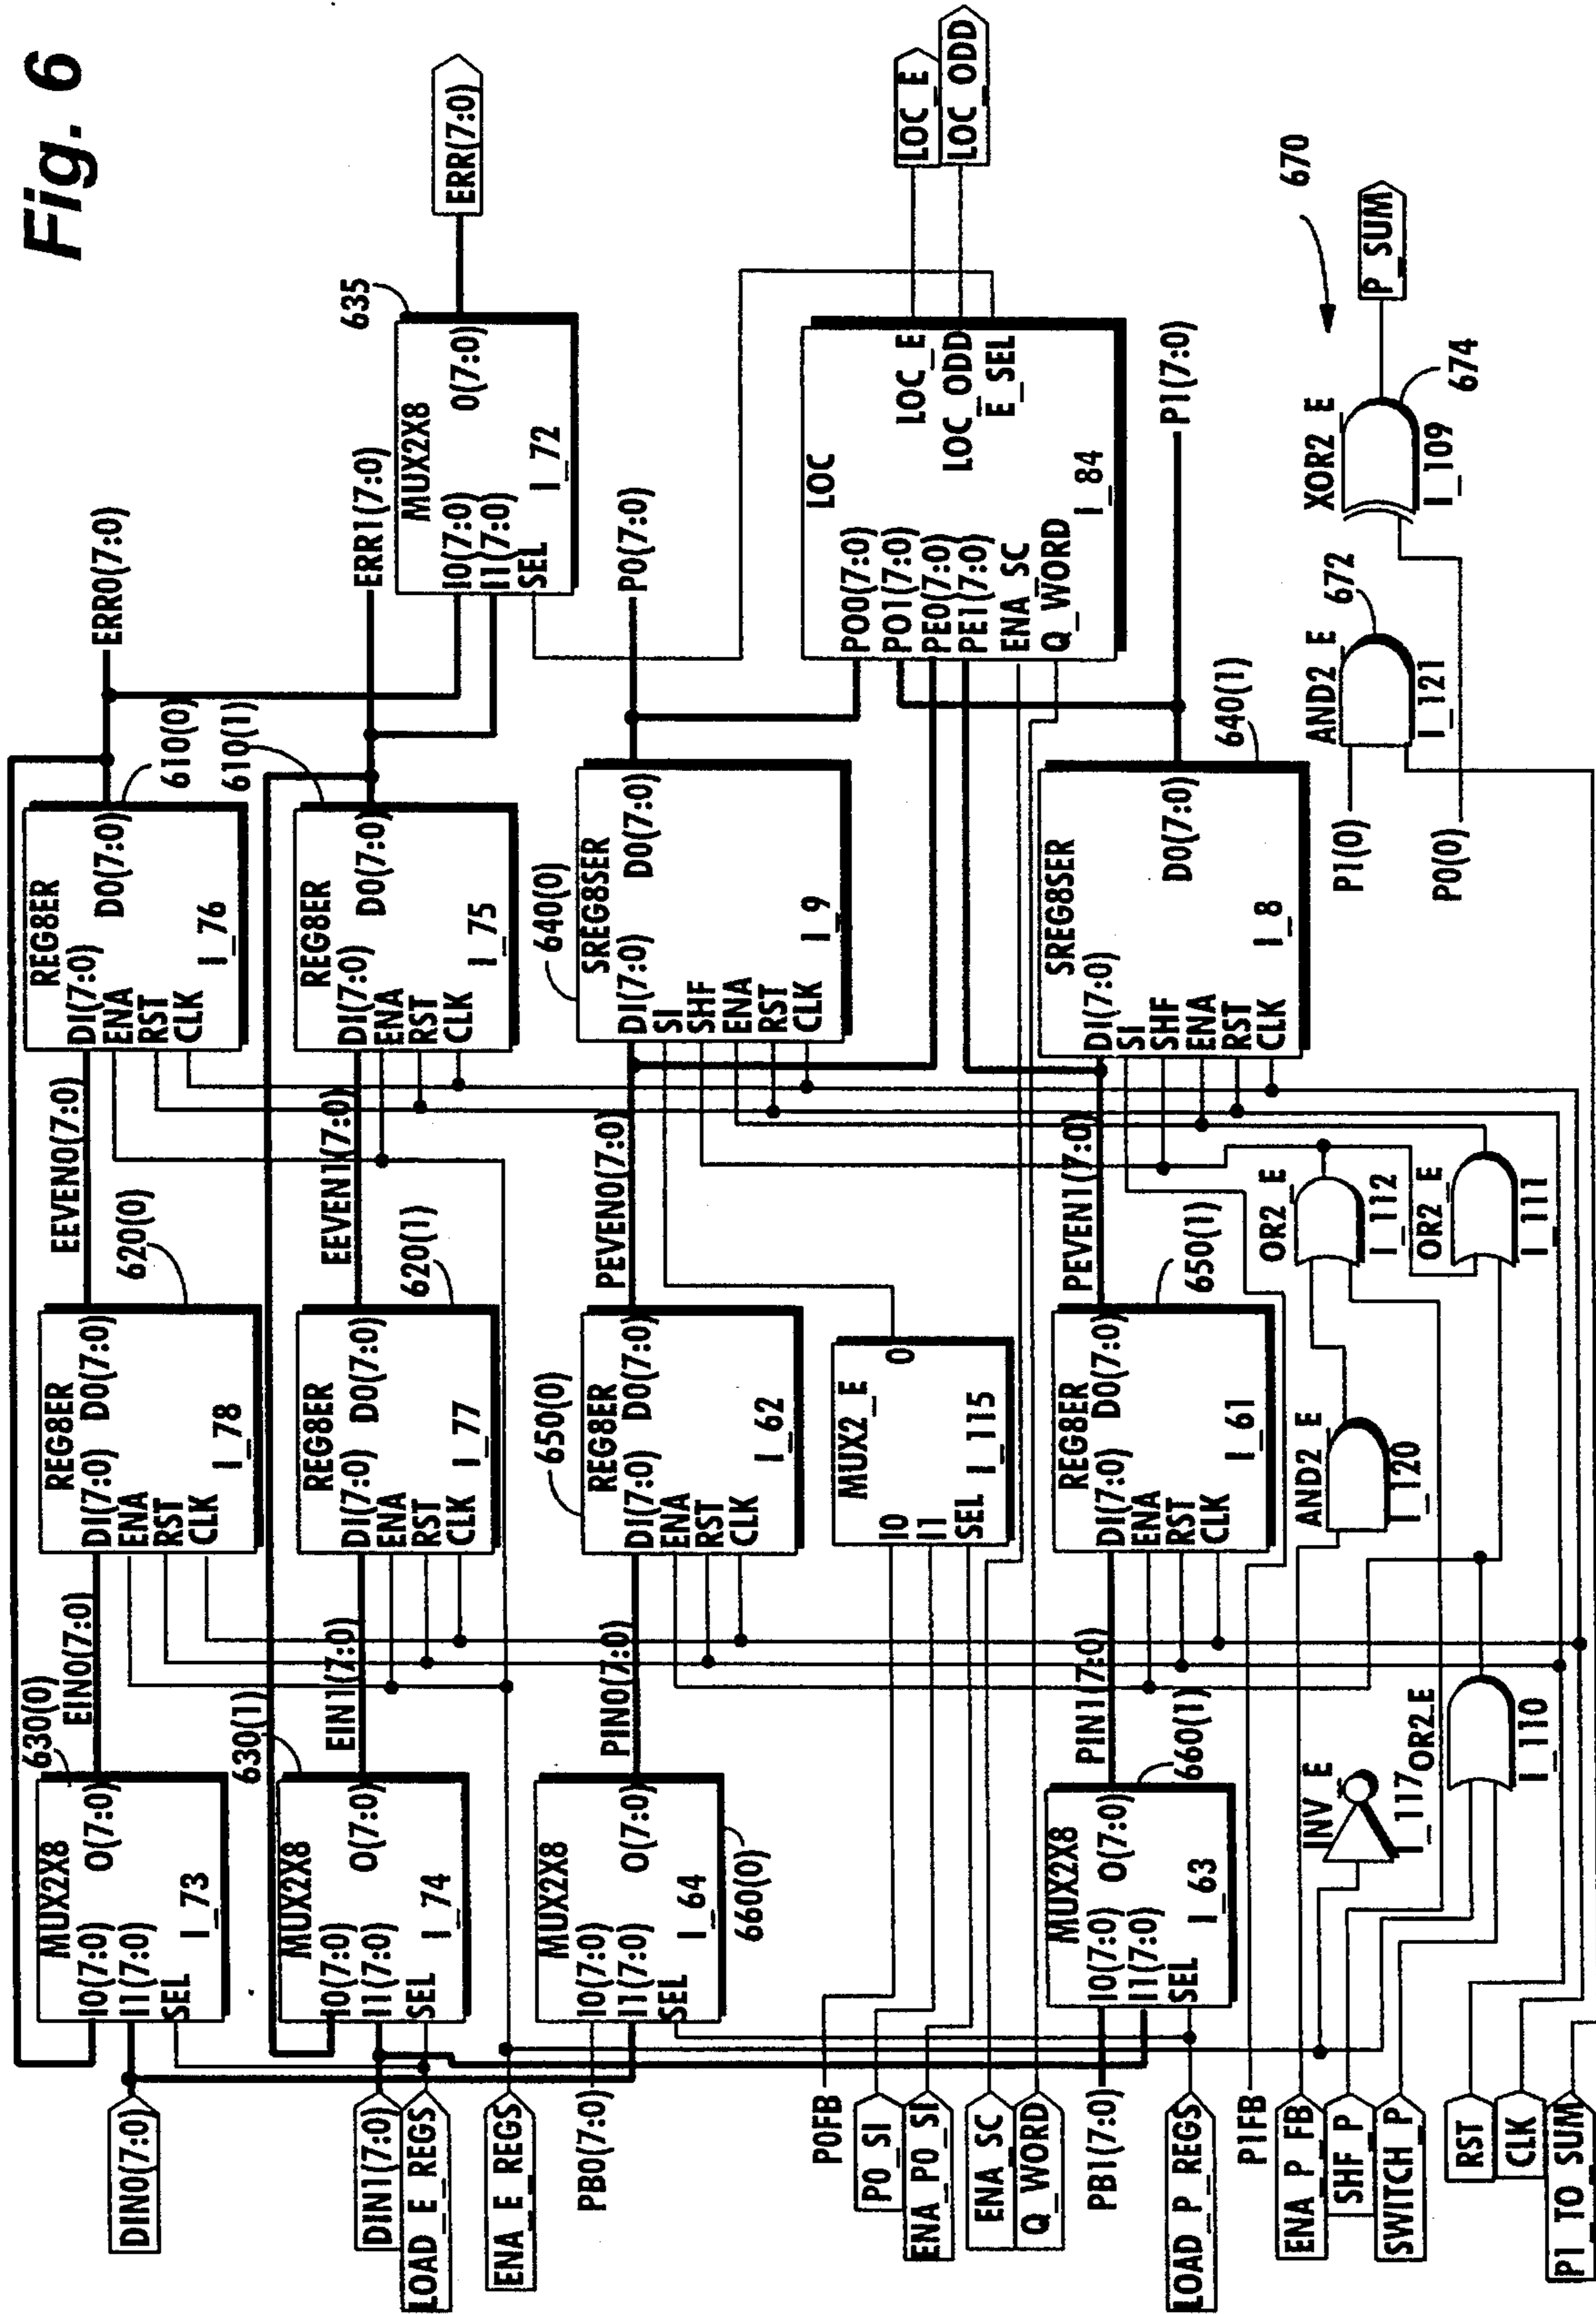 Fig. 6
DIN0(7:0)
DIN1(7:0)
LOAD_E_REGS
ENA_E_REGS
PB0(7:0)
P0FB
P0_SI
ENA_P0_SI
ENA_SC
Q_WORD
PB1(7:0)
LOAD_P_REGS
P1FB
ENA_P_FB
SHF_P
SWITCH_P
RST
CLK
P1_TO_SUM
MUX2X8
I0(7:0)
I1(7:0)
SEL
O(7:0)
I_73
630(0)
EIN0(7:0)
MUX2X8
I0(7:0)
I1(7:0)
SEL
O(7:0)
I_74
630(1)
EIN1(7:0)
MUX2X8
I0(7:0)
I1(7:0)
SEL
O(7:0)
I_64
660(0)
PIN0(7:0)
MUX2X8
I0(7:0)
I1(7:0)
SEL
O(7:0)
I_63
660(1)
PIN1(7:0)
INV_E
I_117
OR2_E
I_110
REG8ER
DI(7:0)
ENA
RST
CLK
DO(7:0)
I_78
620(0)
EEVEN0(7:0)
REG8ER
DI(7:0)
ENA
RST
CLK
DO(7:0)
I_77
620(1)
EEVEN1(7:0)
650(0)
REG8ER
DI(7:0)
ENA
RST
CLK
DO(7:0)
I_62
PEVEN0(7:0)
MUX2_E
I0
I1
SEL
O
I_115
REG8ER
DI(7:0)
ENA
RST
CLK
DO(7:0)
I_61
650(1)
PEVEN1(7:0)
AND2_E
I_120
OR2_E
I_112
OR2_E
I_111
REG8ER
DI(7:0)
ENA
RST
CLK
DO(7:0)
I_76
610(0)
ERR0(7:0)
REG8ER
DI(7:0)
ENA
RST
CLK
DO(7:0)
I_75
610(1)
ERR1(7:0)
640(0)
SREG8SER
DI(7:0)
SI
SHF
ENA
RST
CLK
DO(7:0)
I_9
P0(7:0)
SREG8SER
DI(7:0)
SI
SHF
ENA
RST
CLK
DO(7:0)
I_8
640(1)
P1(7:0)
MUX2X8
I0(7:0)
I1(7:0)
SEL
O(7:0)
I_72
635
ERR(7:0)
LOC
PO0(7:0)
PO1(7:0)
PE0(7:0)
PE1(7:0)
ENA_SC
Q_WORD
LOC_E
LOC_ODD
E_SEL
I_84
LOC_E
LOC_ODD
P1(0)
P0(0)
AND2_E
I_121
672
XOR2_E
I_109
674
P_SUM
670